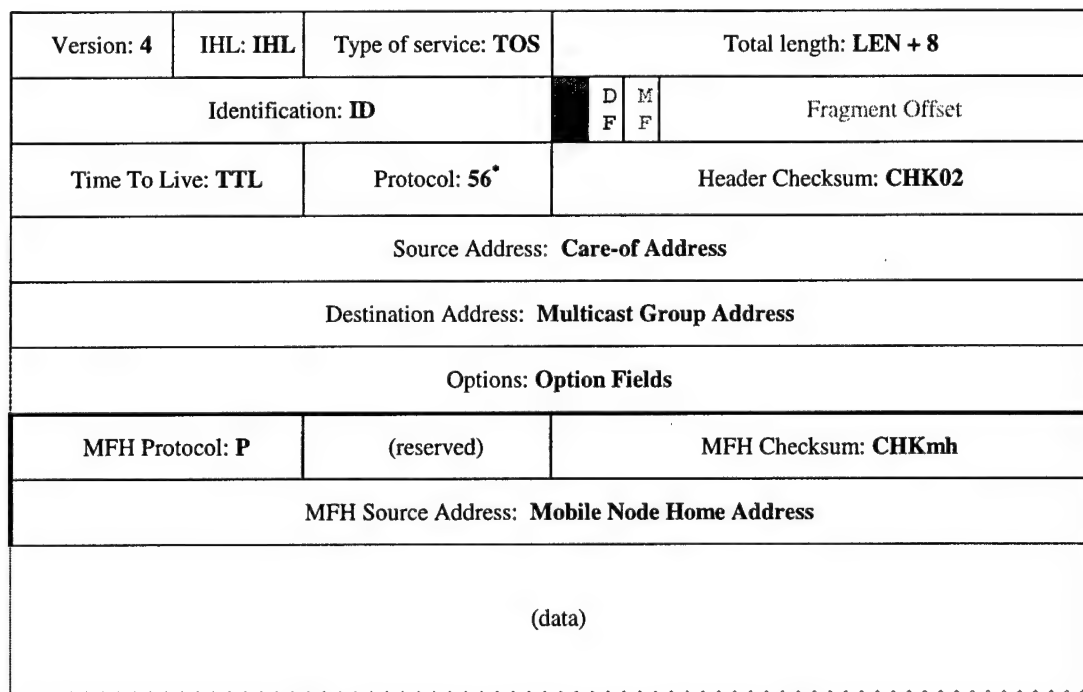 Version: 4 IHL: IHL Type of service: TOS Total length: LEN + 8
Identification: ID D F M F Fragment Offset
Time To Live: TTL Protocol: 56* Header Checksum: CHK02
Source Address: Care-of Address
Destination Address: Multicast Group Address
Options: Option Fields
MFH Protocol: P (reserved) MFH Checksum: CHKmh
MFH Source Address: Mobile Node Home Address
(data)